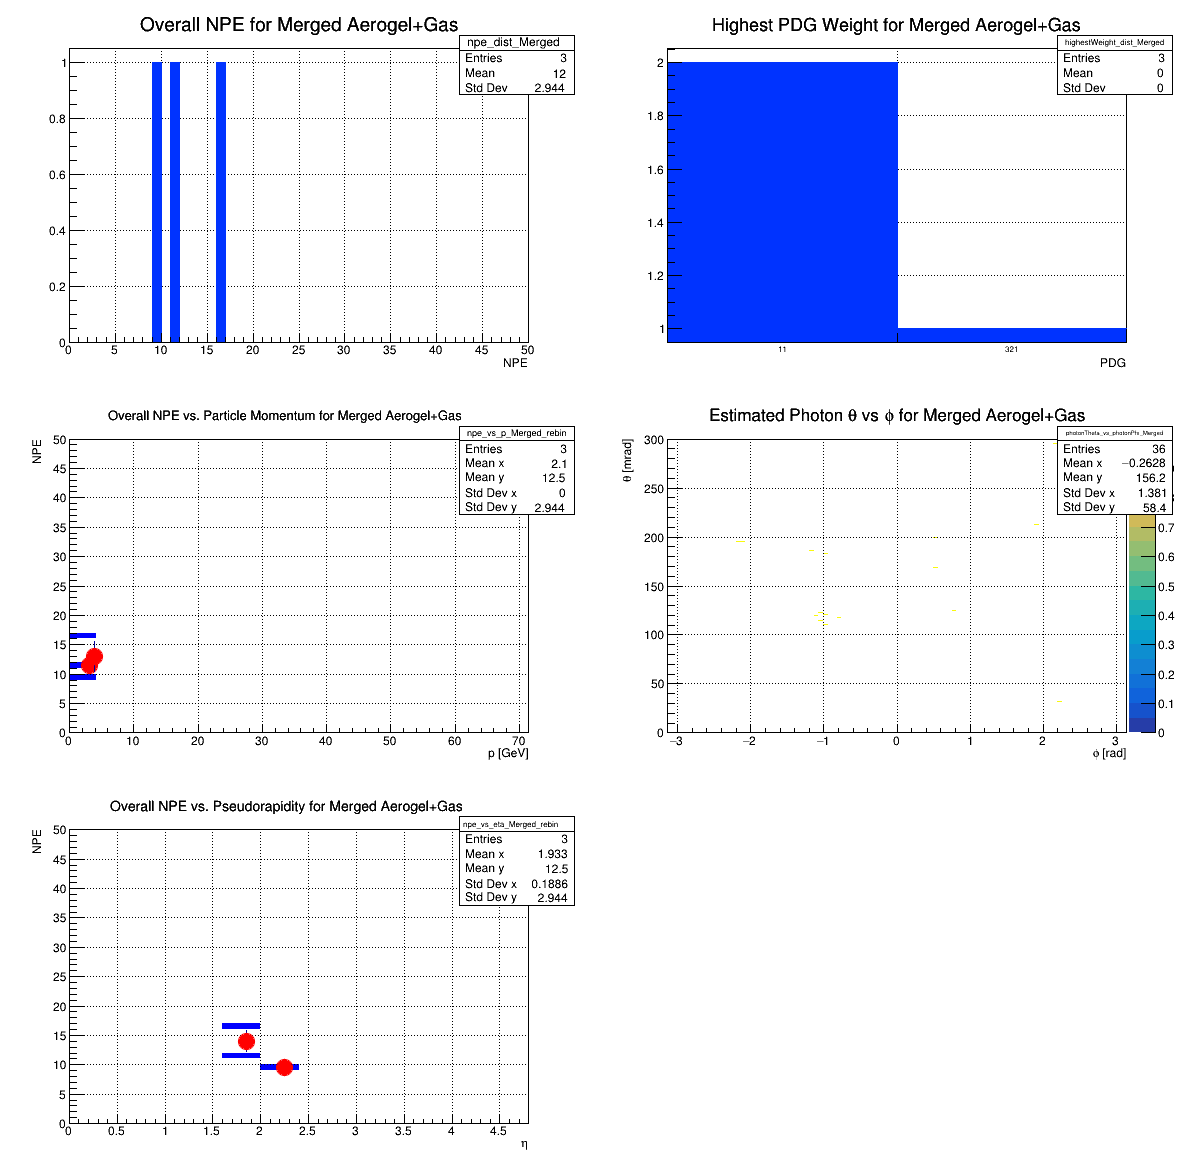 Overall NPE for Merged Aerogel+Gas
npe_dist_Merged
Entries 3
Mean 12
Std Dev 2.944
1
0.8
0.6
0.4
0.2
0
0 5 10 15 20 25 30 35 40 45 50
NPE
Highest PDG Weight for Merged Aerogel+Gas
highestWeight_dist_Merged
Entries 3
Mean 0
Std Dev 0
2
1.8
1.6
1.4
1.2
1
11 321
PDG
Overall NPE vs. Particle Momentum for Merged Aerogel+Gas
npe_vs_p_Merged_rebin
Entries 3
Mean x 2.1
Mean y 12.5
Std Dev x 0
Std Dev y 2.944
NPE
50
45
40
35
30
25
20
15
10
5
0
0 10 20 30 40 50 60 70
p [GeV]
Estimated Photon θ vs ϕ for Merged Aerogel+Gas
photonTheta_vs_photonPhi_Merged
Entries 36
Mean x −0.2628
Mean y 156.2
Std Dev x 1.381
Std Dev y 58.4
θ [mrad]
300
250
200
150
100
50
0
−3 −2 −1 0 1 2 3
ϕ [rad]
0.7
0.6
0.5
0.4
0.3
0.2
0.1
0
Overall NPE vs. Pseudorapidity for Merged Aerogel+Gas
npe_vs_eta_Merged_rebin
Entries 3
Mean x 1.933
Mean y 12.5
Std Dev x 0.1886
Std Dev y 2.944
NPE
50
45
40
35
30
25
20
15
10
5
0
0 0.5 1 1.5 2 2.5 3 3.5 4 4.5
η